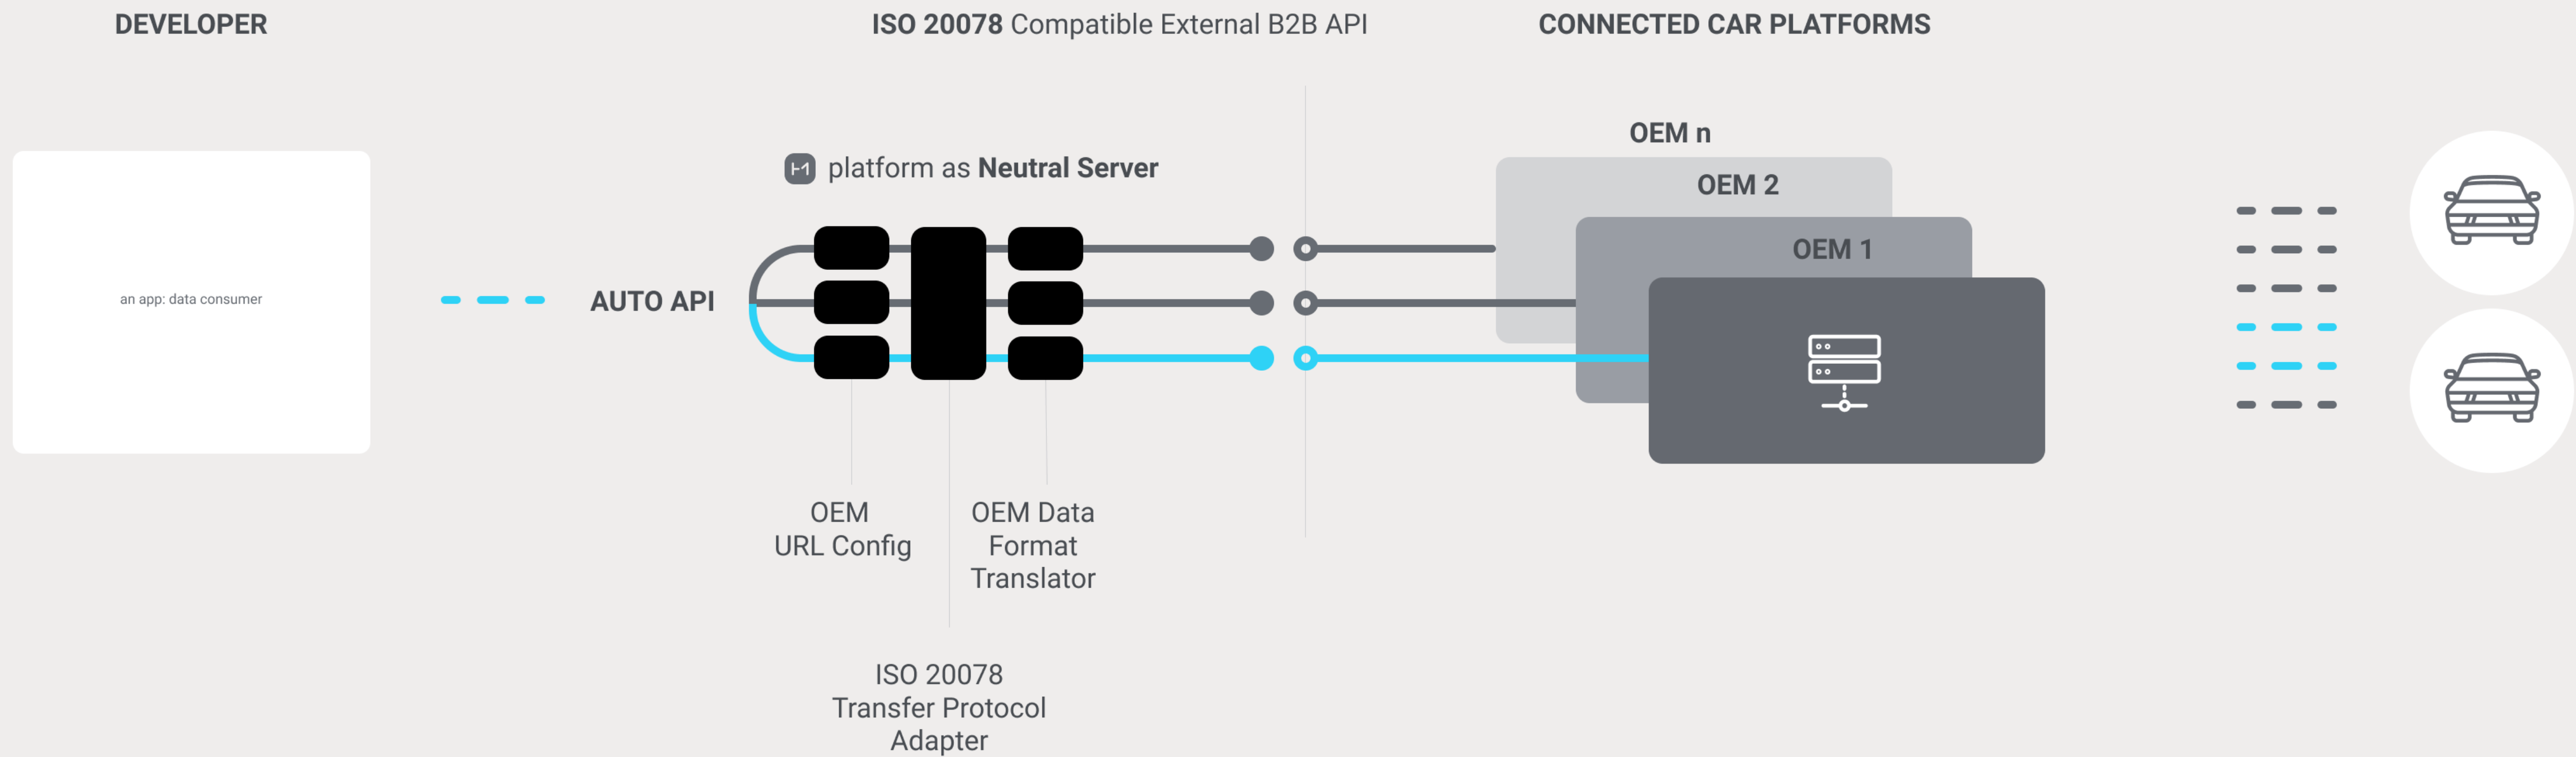 DEVELOPER
ISO 20078 Compatible External B2B API
CONNECTED CAR PLATFORMS
OEM n
platform as Neutral Server
OEM 2
OEM 1
an app: data consumer
AUTO API
OEM
URL Config
OEM Data
Format
Translator
ISO 20078
Transfer Protocol
Adapter